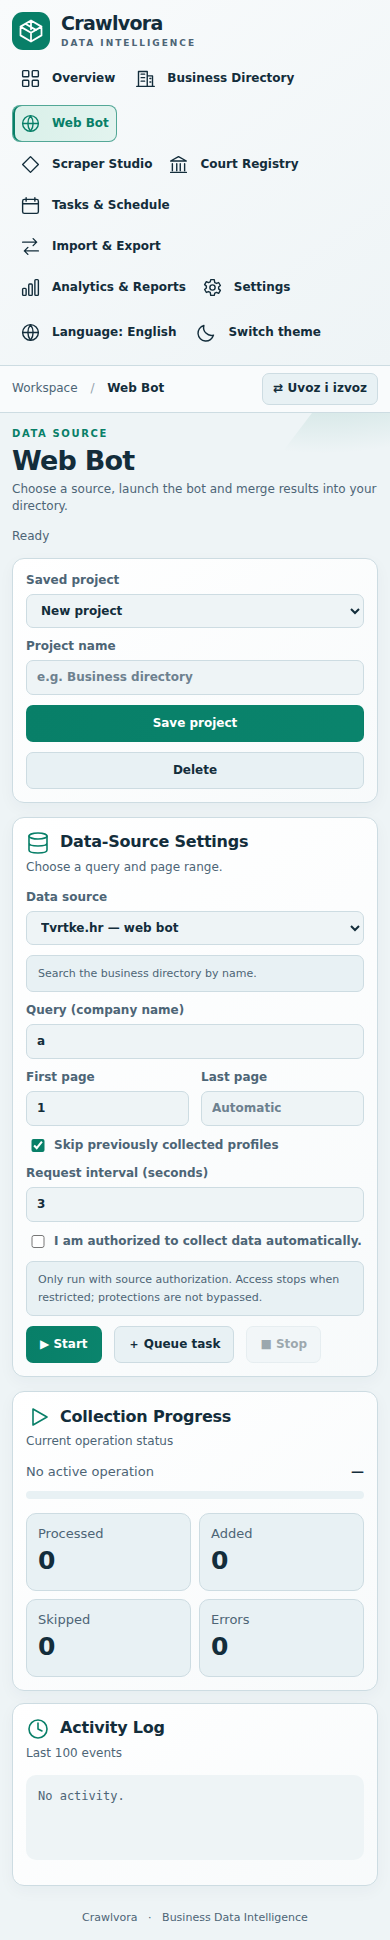 Crawlvora
DATA INTELLIGENCE
Overview
Business Directory
Web Bot
Scraper Studio
Court Registry
Tasks & Schedule
Import & Export
Analytics & Reports
Settings
Language: English
Switch theme
Workspace / Web Bot
⇄ Uvoz i izvoz
DATA SOURCE
Web Bot
Choose a source, launch the bot and merge results into your
directory.
Ready
Saved project
New project
Project name
e.g. Business directory
Save project
Delete
Data-Source Settings
Choose a query and page range.
Data source
Tvrtke.hr — web bot
Search the business directory by name.
Query (company name)
a
First page
Last page
1
Automatic
Skip previously collected profiles
Request interval (seconds)
3
I am authorized to collect data automatically.
Only run with source authorization. Access stops when
restricted; protections are not bypassed.
▶ Start
+ Queue task
■ Stop
Collection Progress
Current operation status
No active operation
—
Processed
0
Added
0
Skipped
0
Errors
0
Activity Log
Last 100 events
No activity.
Crawlvora · Business Data Intelligence